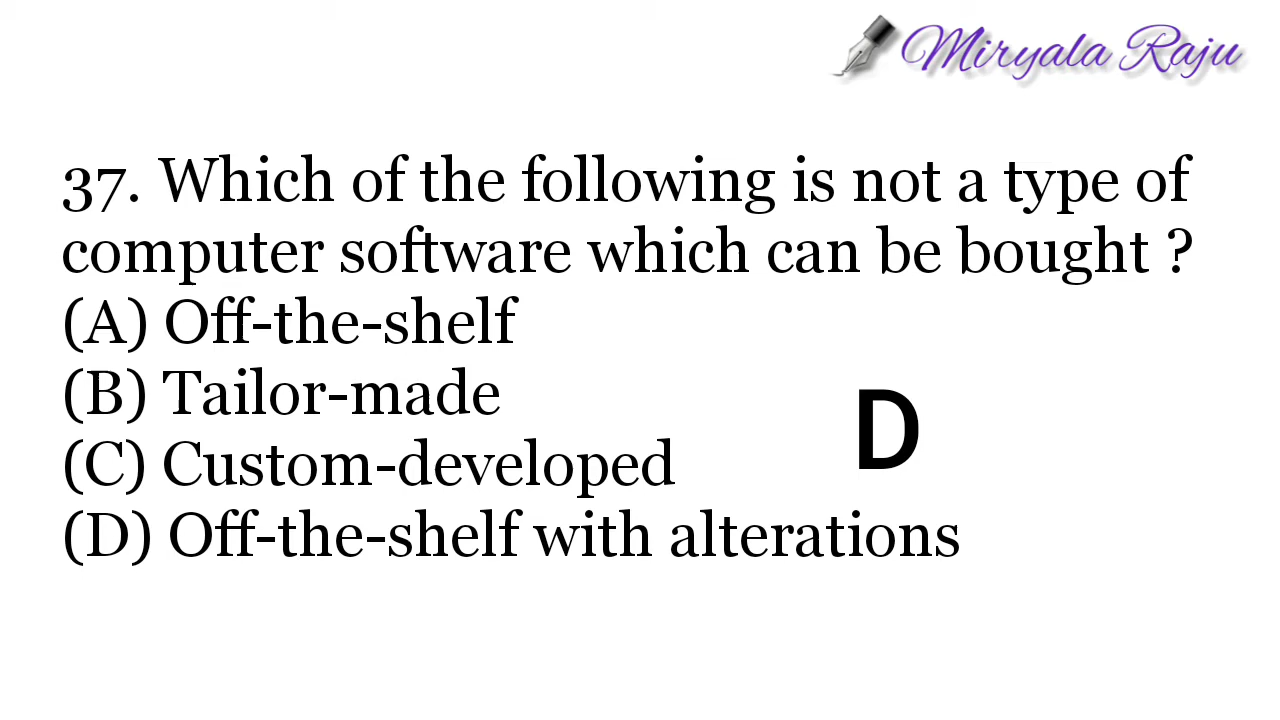 Miryala Raju
37. Which of the following is not a type of
computer software which can be bought ?
(A) Off-the-shelf
(B) Tailor-made
(C) Custom-developed
(D) Off-the-shelf with alterations
D